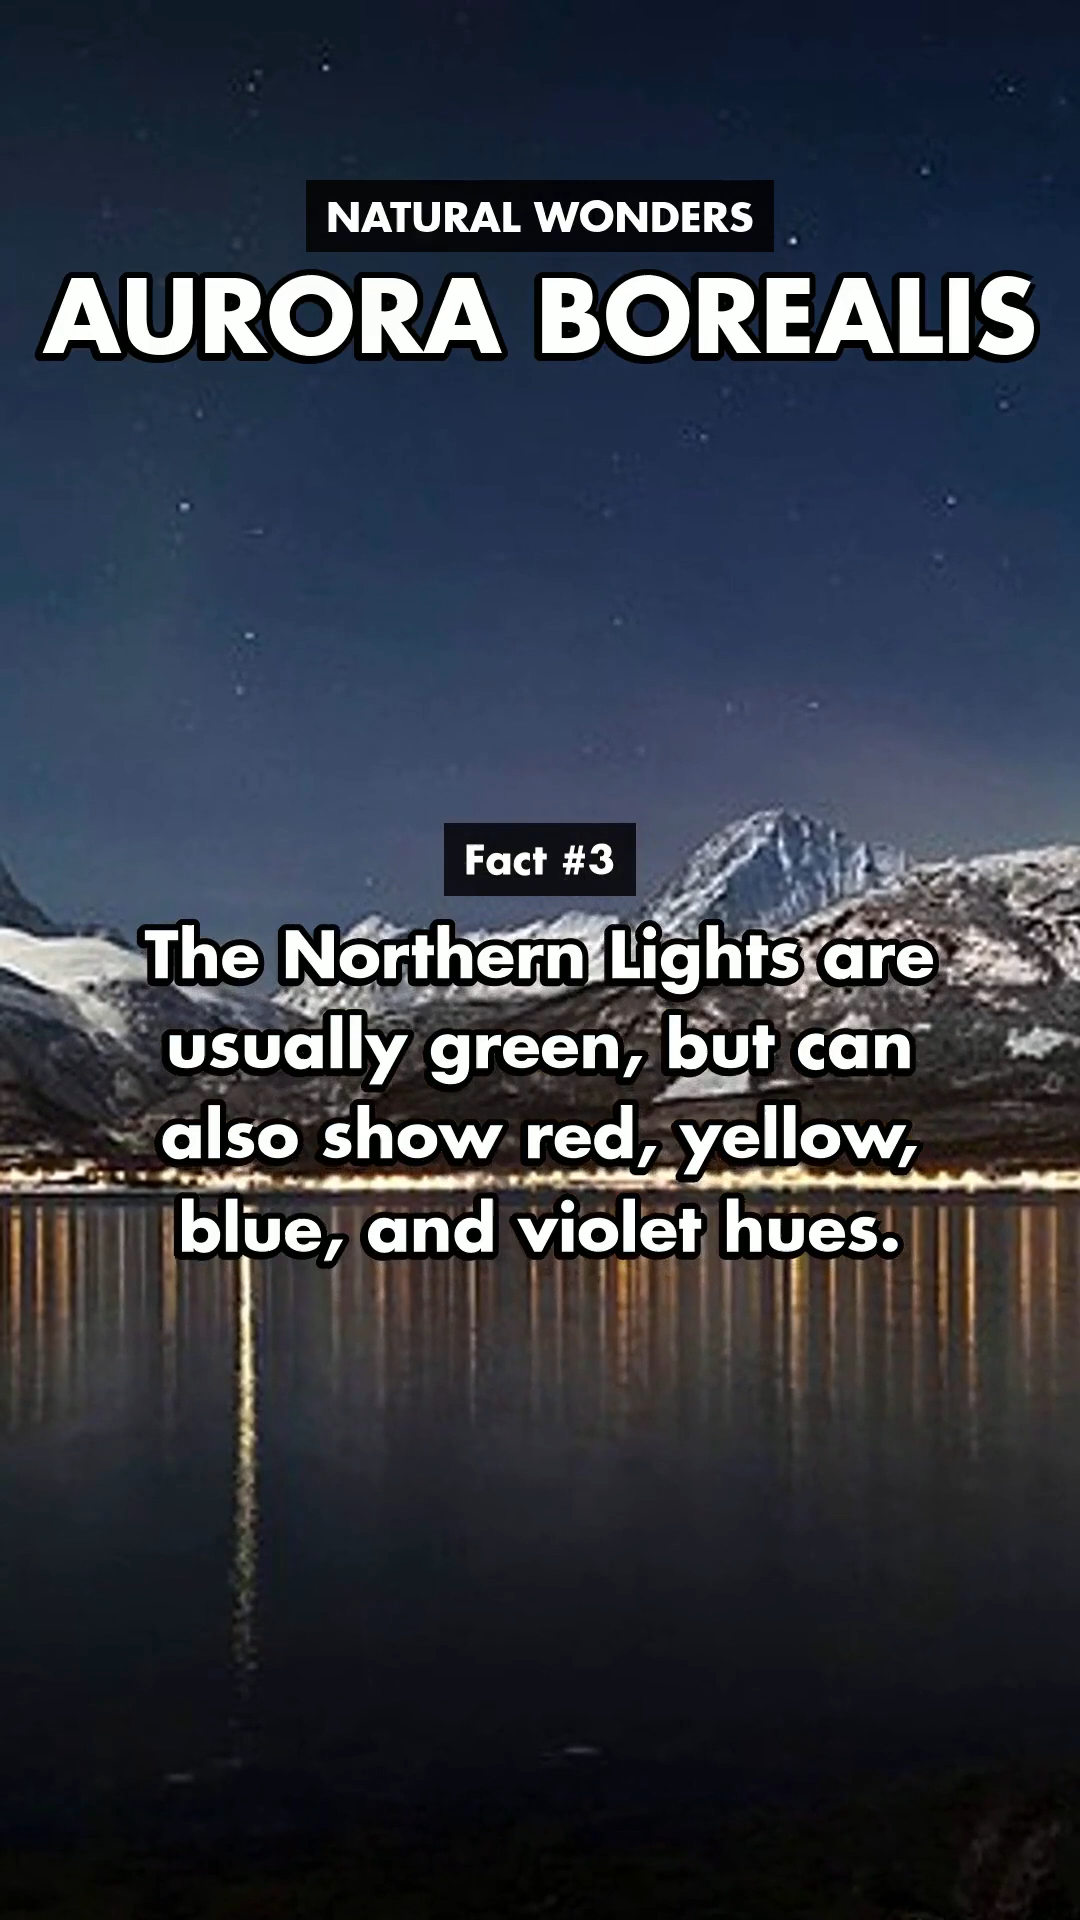 NATURAL WONDERS
AURORA BOREALIS
Fact #3
The Northern Lights are
usually green, but can
also show red, yellow,
blue, and violet hues.